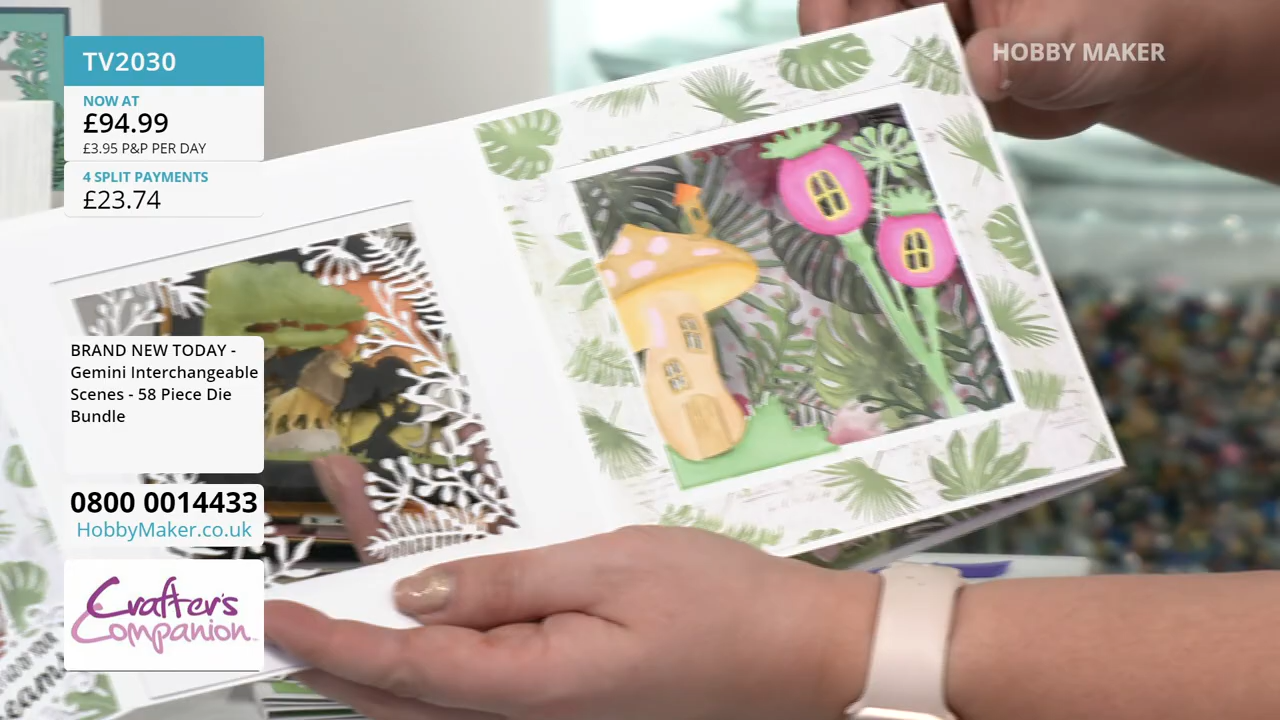 TV2030
NOW AT
£94.99
£3.95 P&P PER DAY
4 SPLIT PAYMENTS
£23.74
HOBBY MAKER
BRAND NEW TODAY -
Gemini Interchangeable
Scenes - 58 Piece Die
Bundle
0800 0014433
HobbyMaker.co.uk
Crafter's
Companion